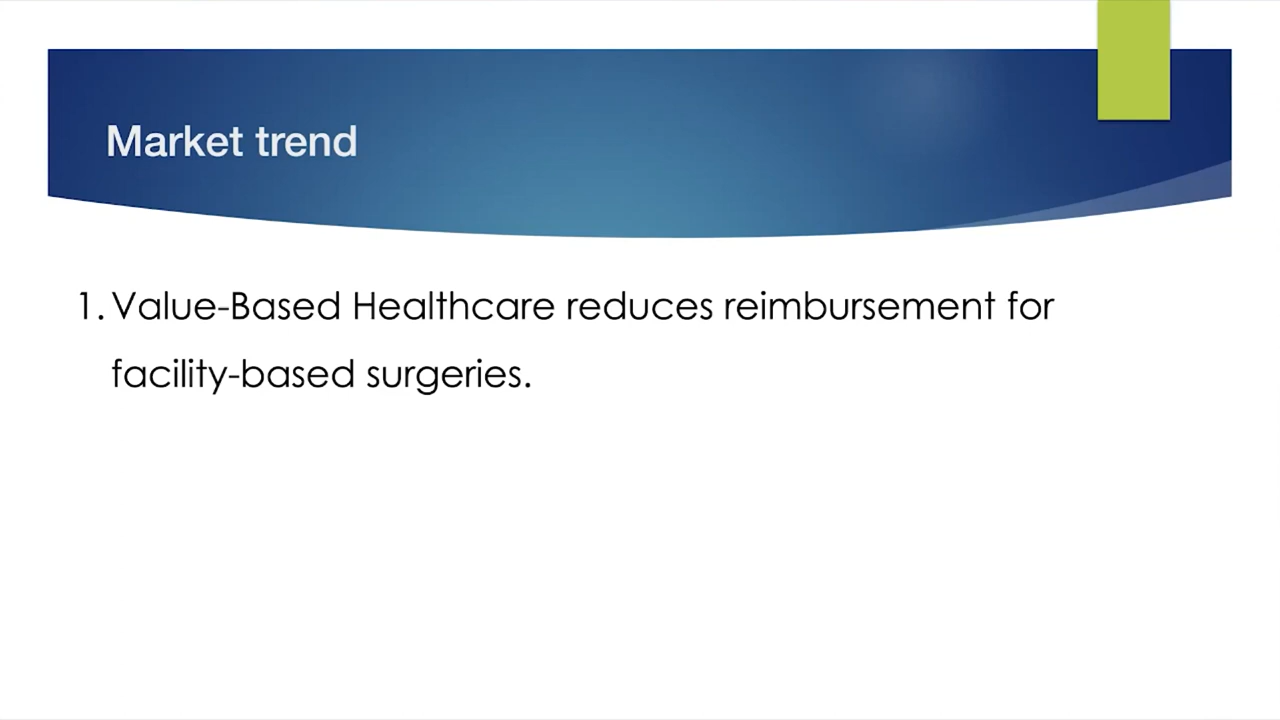 Market trend
1. Value-Based Healthcare reduces reimbursement for
facility-based surgeries.